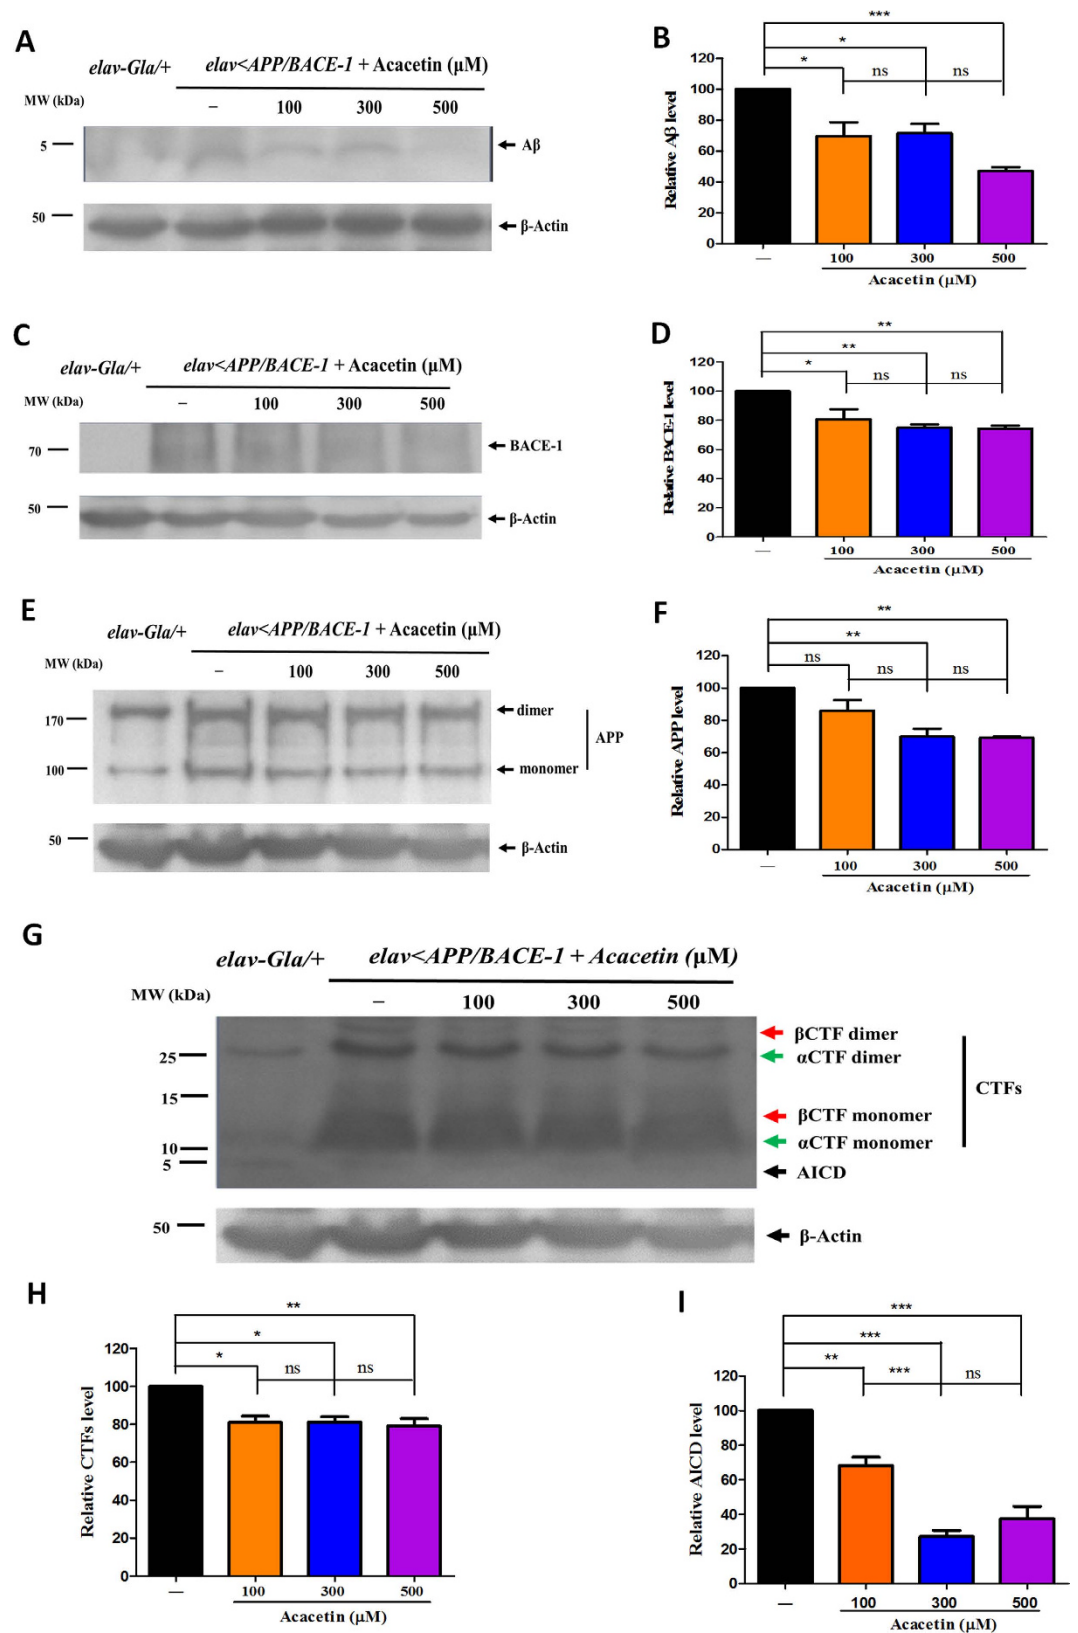 A
elav-Gla/+
elav<APP/BACE-1 + Acacetin (μM)
MW (kDa)
– 100 300 500
5
Aβ
50
β-Actin
B
***
*
* ns ns
Relative Aβ level
120
100
80
60
40
20
0
— 100 300 500
Acacetin (μM)
C
elav-Gla/+
elav<APP/BACE-1 + Acacetin (μM)
MW (kDa)
– 100 300 500
70
BACE-1
50
β-Actin
D
**
**
* ns ns
Relative BACE-1 level
120
100
80
60
40
20
0
— 100 300 500
Acacetin (μM)
E
elav-Gla/+
elav<APP/BACE-1 + Acacetin (μM)
MW (kDa)
– 100 300 500
170
dimer
APP
100
monomer
50
β-Actin
F
**
**
ns ns ns
Relative APP level
120
100
80
60
40
20
0
— 100 300 500
Acacetin (μM)
G
elav-Gla/+
elav<APP/BACE-1 + Acacetin (μM)
MW (kDa)
– 100 300 500
βCTF dimer
25
αCTF dimer
15
CTFs
βCTF monomer
10
αCTF monomer
5
AICD
50
β-Actin
H
**
*
* ns ns
Relative CTFs level
120
100
80
60
40
20
0
— 100 300 500
Acacetin (μM)
I
***
***
** *** ns
Relative AICD level
120
100
80
60
40
20
0
— 100 300 500
Acacetin (μM)